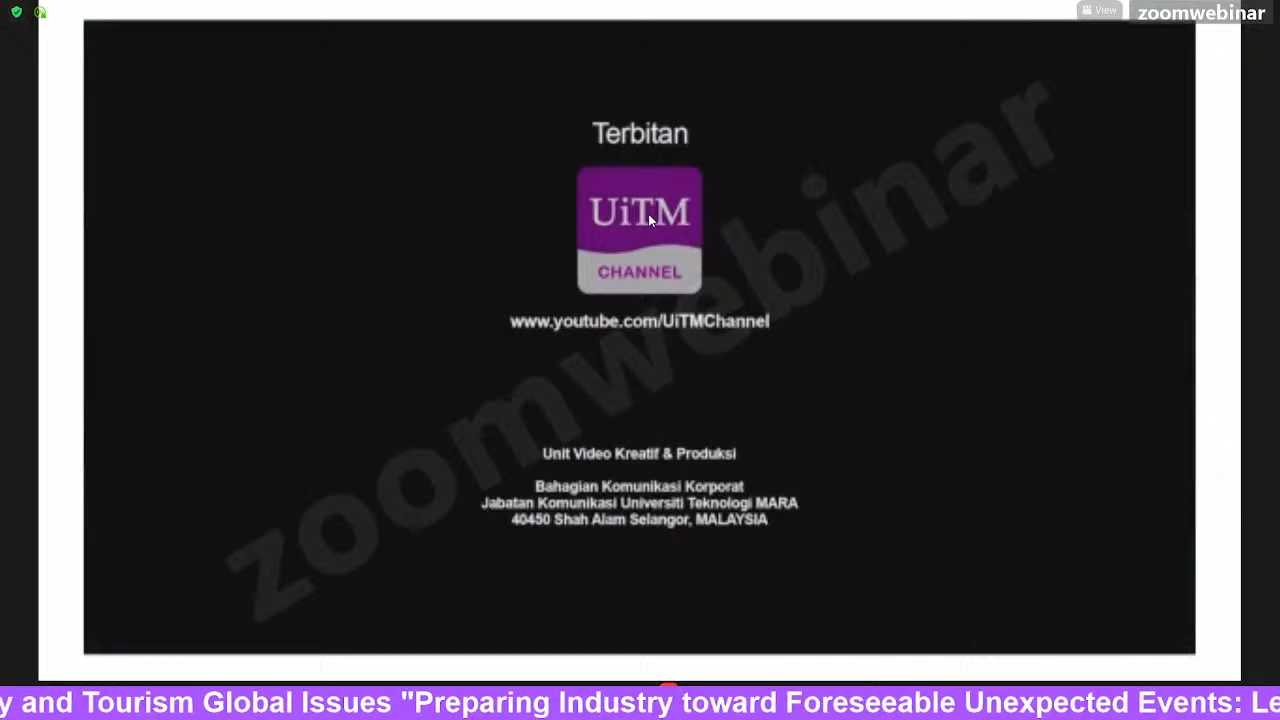 View
zoomwebinar
Terbitan
UiTM
CHANNEL
www.youtube.com/UiTMChannel
zoomwebinar
Unit Video Kreatif & Produksi
Bahagian Komunikasi Korporat
Jabatan Komunikasi Universiti Teknologi MARA
40450 Shah Alam Selangor, MALAYSIA
y and Tourism Global Issues "Preparing Industry toward Foreseeable Unexpected Events: Le